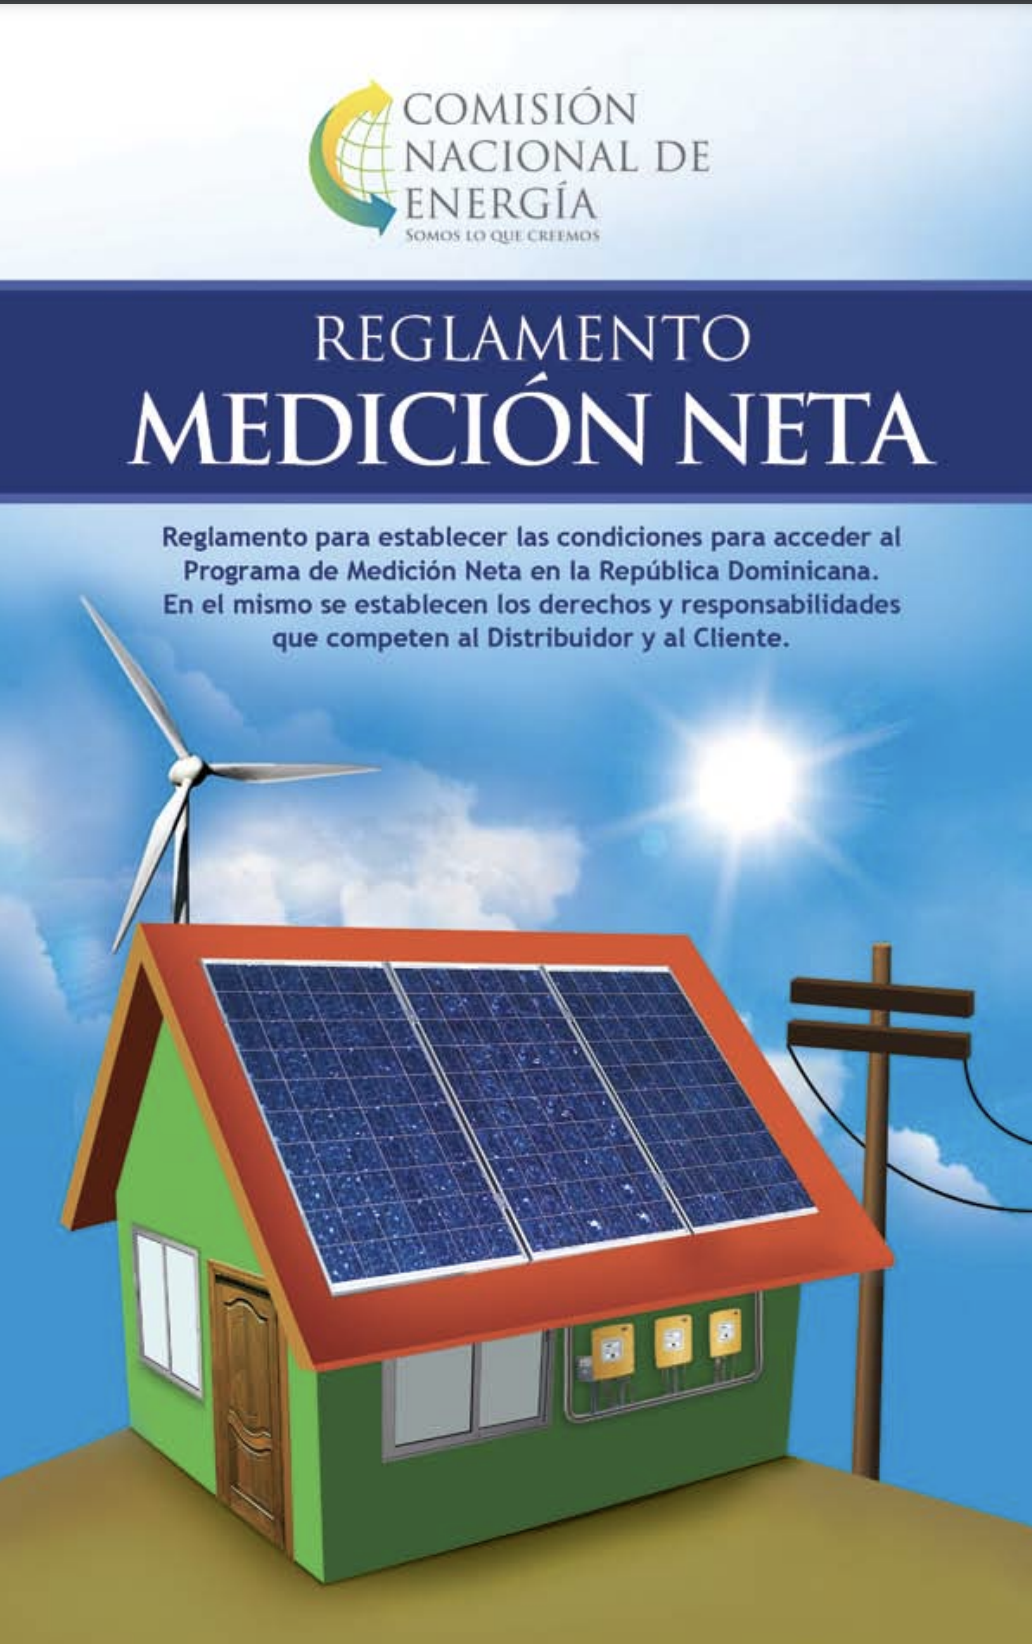 COMISIÓN
NACIONAL DE
ENERGÍA
SOMOS LO QUE CREEMOS
REGLAMENTO
MEDICIÓN NETA
Reglamento para establecer las condiciones para acceder al
Programa de Medición Neta en la República Dominicana.
En el mismo se establecen los derechos y responsabilidades
que competen al Distribuidor y al Cliente.